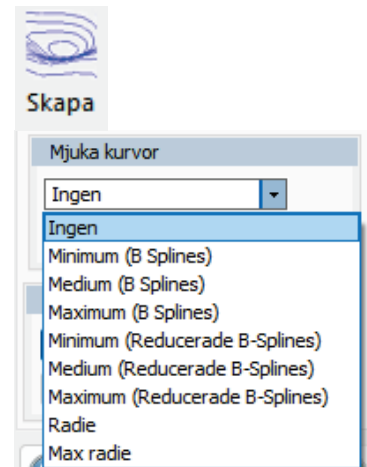 Skapa
Mjuka kurvor
Ingen
Ingen
Minimum (B Splines)
Medium (B Splines)
Maximum (B Splines)
Minimum (Reducerade B-Splines)
Medium (Reducerade B-Splines)
Maximum (Reducerade B-Splines)
Radie
Max radie